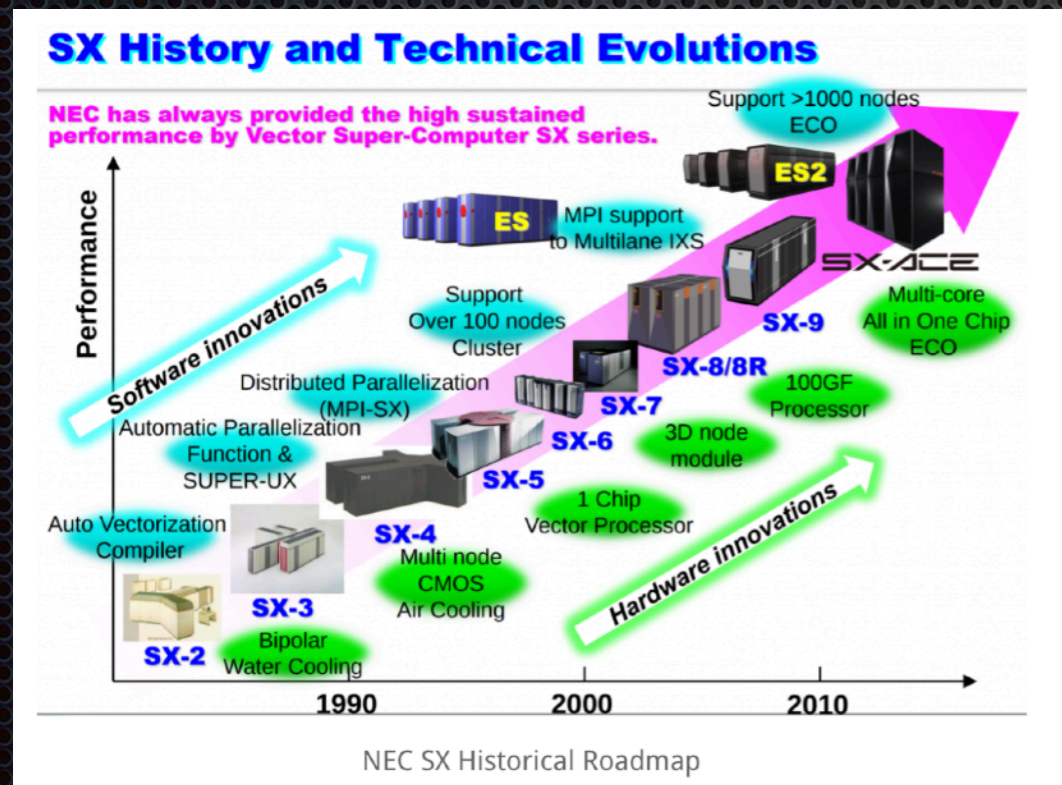 SX History and Technical Evolutions
NEC has always provided the high sustained
performance by Vector Super-Computer SX series.
Support >1000 nodes
ECO
ES2
ES
MPI support
to Multilane IXS
SX-ACE
Performance
Software innovations
Support
Over 100 nodes
Cluster
SX-9
Multi-core
All in One Chip
ECO
SX-8/8R
Distributed Parallelization
(MPI-SX)
SX-7
100GF
Processor
Automatic Parallelization
Function &
SUPER-UX
SX-6
3D node
module
SX-5
1 Chip
Vector Processor
Hardware innovations
Auto Vectorization
Compiler
SX-4
Multi node
CMOS
Air Cooling
SX-3
SX-2
Bipolar
Water Cooling
1990
2000
2010
NEC SX Historical Roadmap